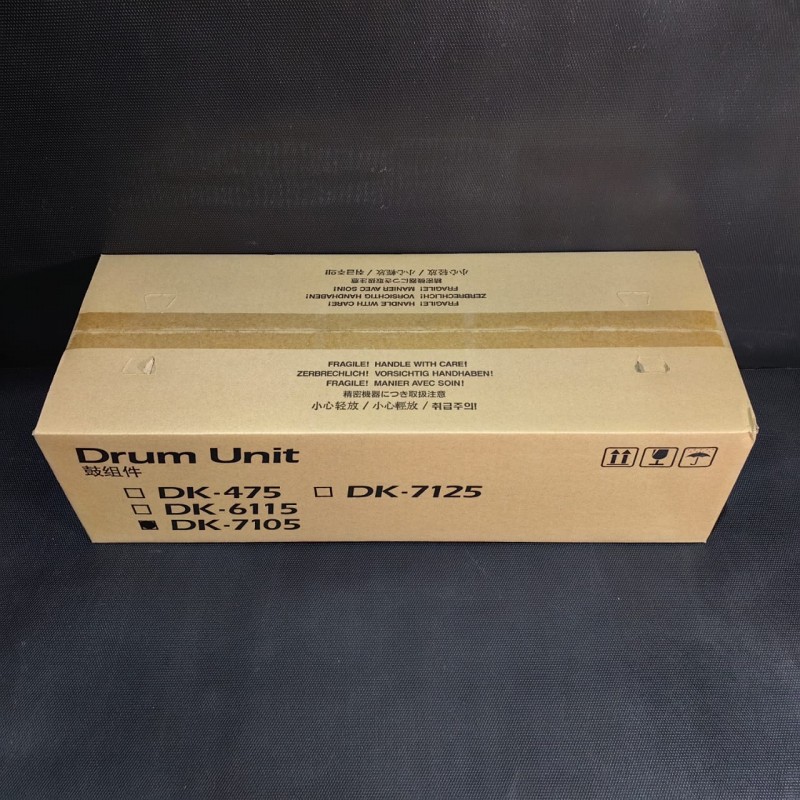 小心轻放 / 小心輕放 / 취급주의!
精密機器につき取扱注意
FRAGILE! MANIER AVEC SOIN!
ZERBRECHLICH! VORSICHTIG HANDHABEN!
FRAGILE! HANDLE WITH CARE!
FRAGILE! HANDLE WITH CARE!
ZERBRECHLICH! VORSICHTIG HANDHABEN!
FRAGILE! MANIER AVEC SOIN!
精密機器につき取扱注意
小心轻放 / 小心輕放 / 취급주의!
Drum Unit
鼓组件
DK-475 DK-7125
DK-6115
DK-7105